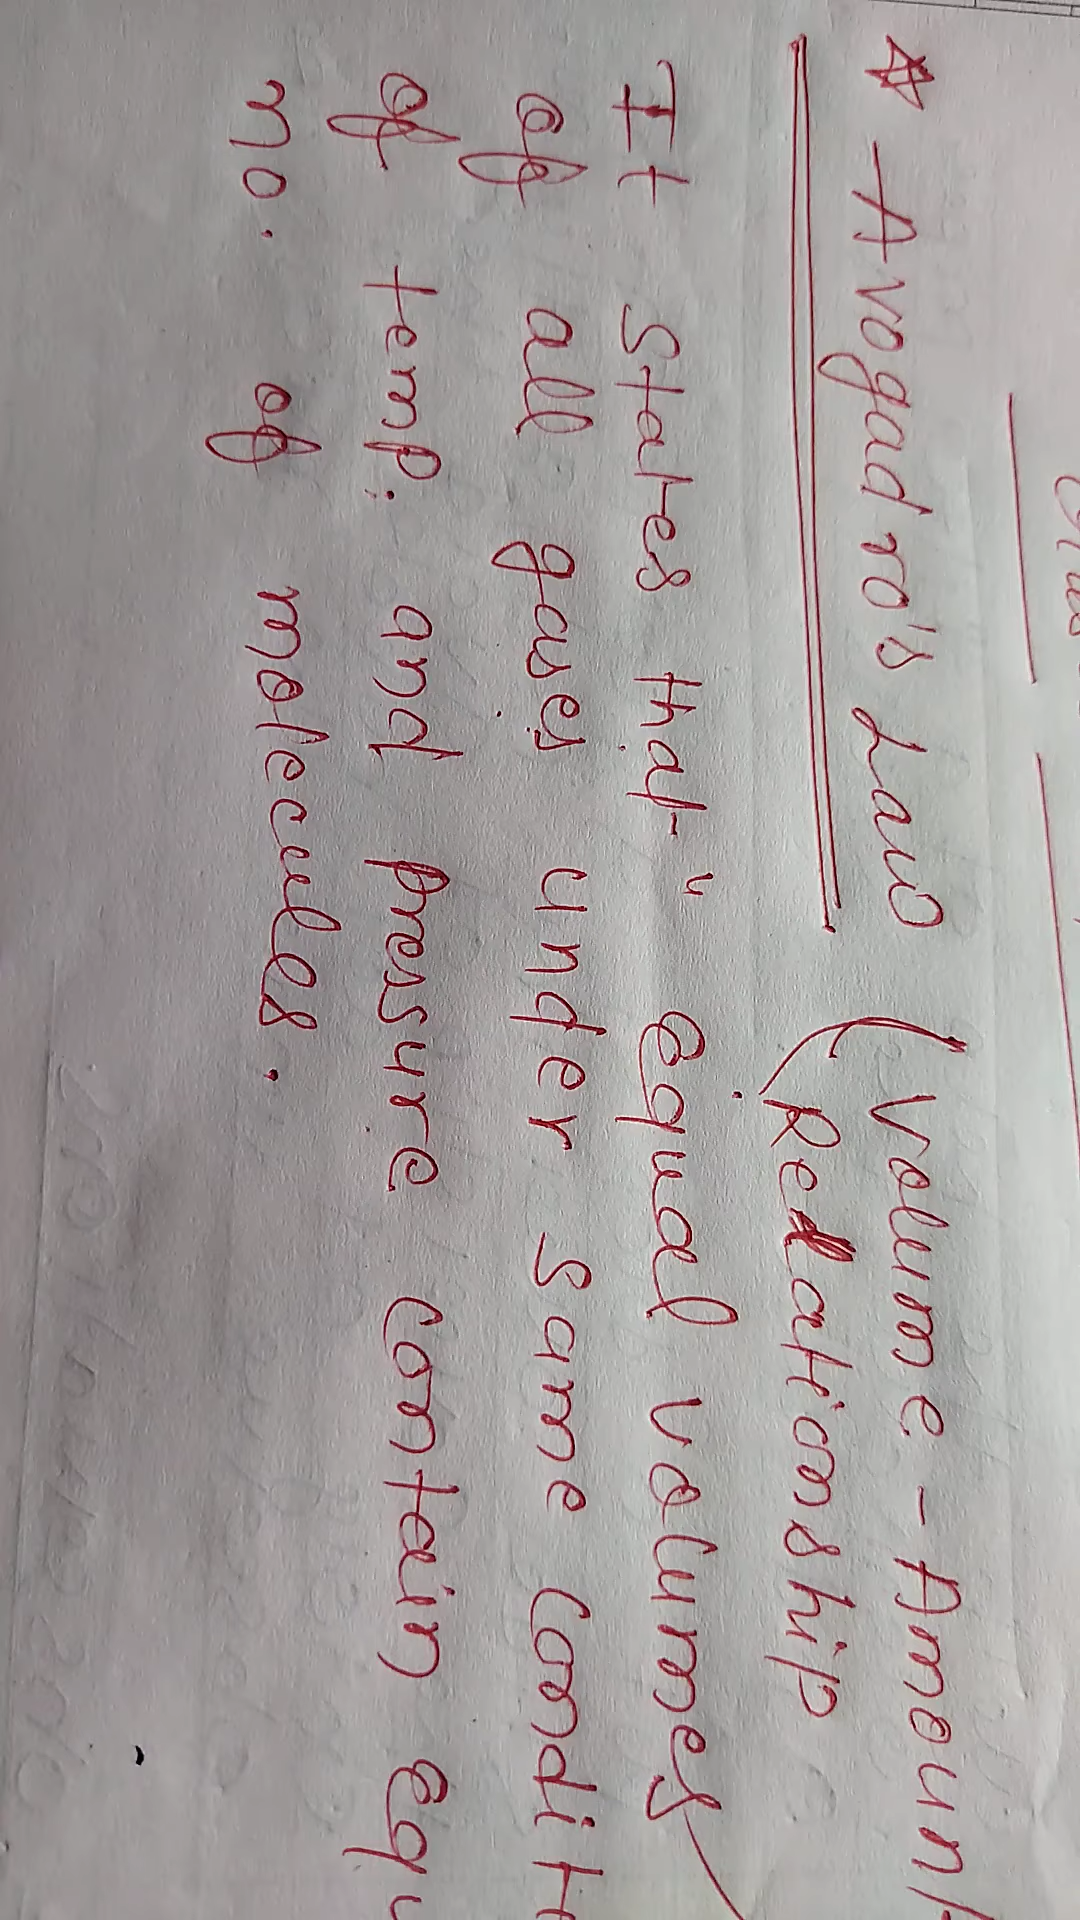 ☆ Avogadro's Law (Volume - Amount
(Relationship
It states that " equal volumes
of all gases under same Condit
of temp. and pressure contain equ
no. of molecules.